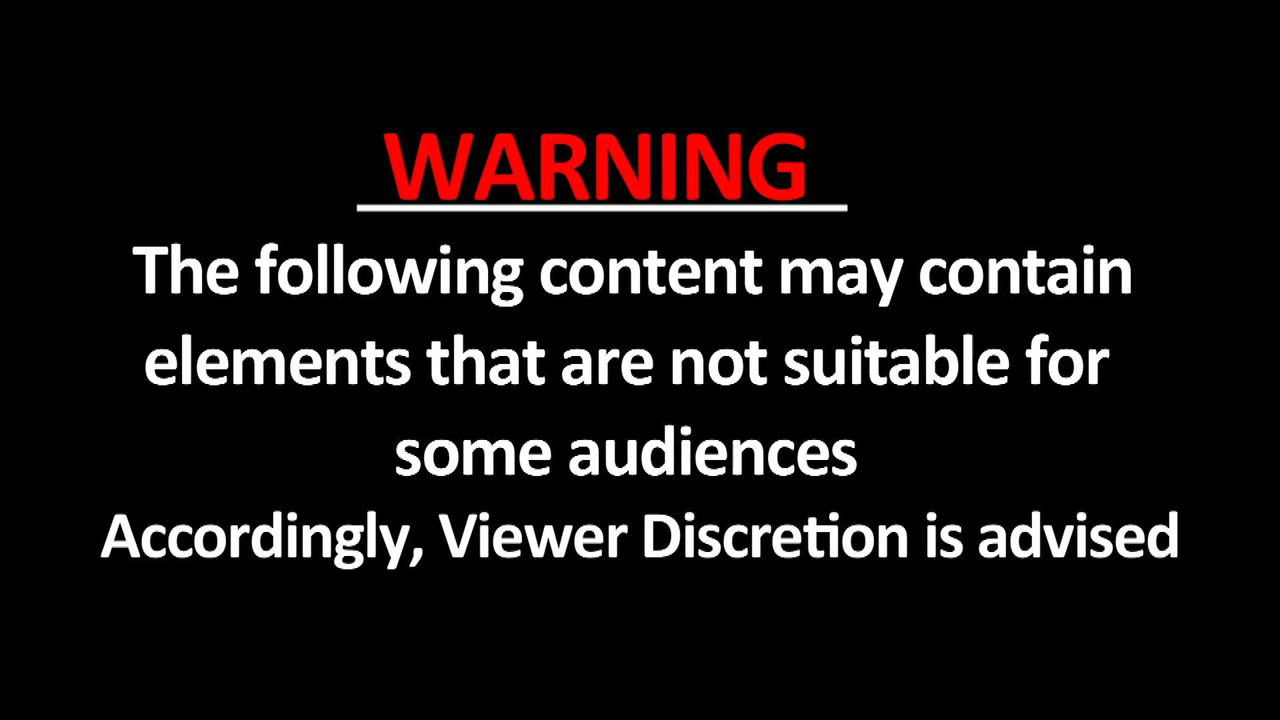 WARNING
The following content may contain
elements that are not suitable for
some audiences
Accordingly, Viewer Discretion is advised